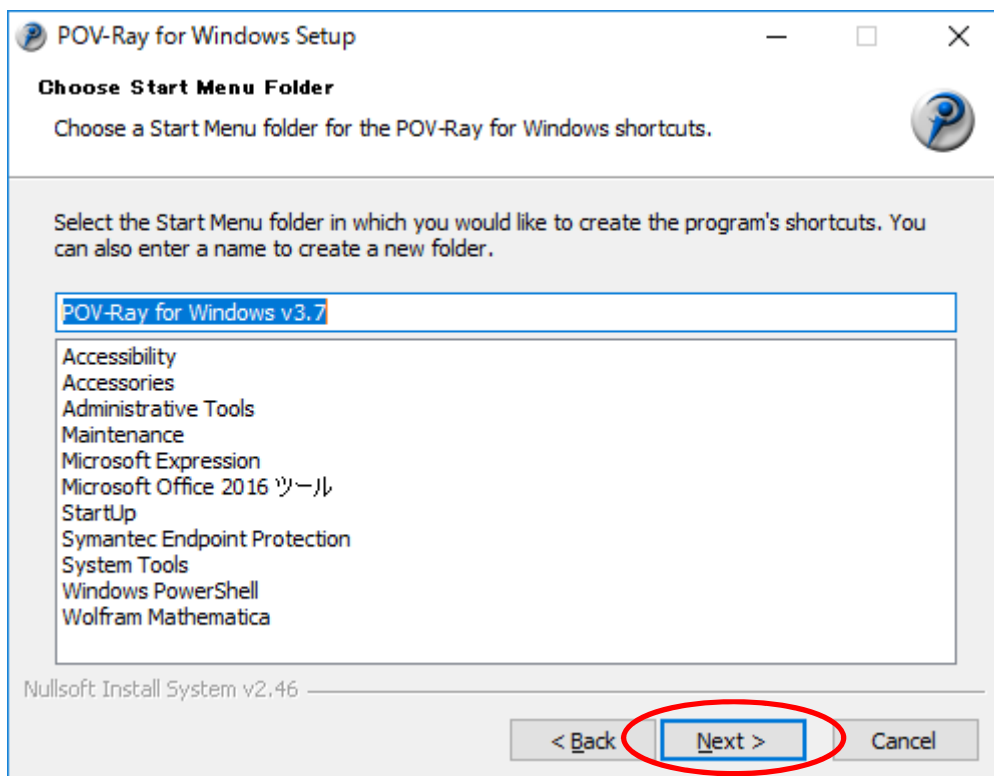 POV-Ray for Windows Setup
Choose Start Menu Folder
Choose a Start Menu folder for the POV-Ray for Windows shortcuts.
Select the Start Menu folder in which you would like to create the program's shortcuts. You
can also enter a name to create a new folder.
POV-Ray for Windows v3.7
Accessibility
Accessories
Administrative Tools
Maintenance
Microsoft Expression
Microsoft Office 2016 ツール
StartUp
Symantec Endpoint Protection
System Tools
Windows PowerShell
Wolfram Mathematica
Nullsoft Install System v2.46
< Back Next > Cancel